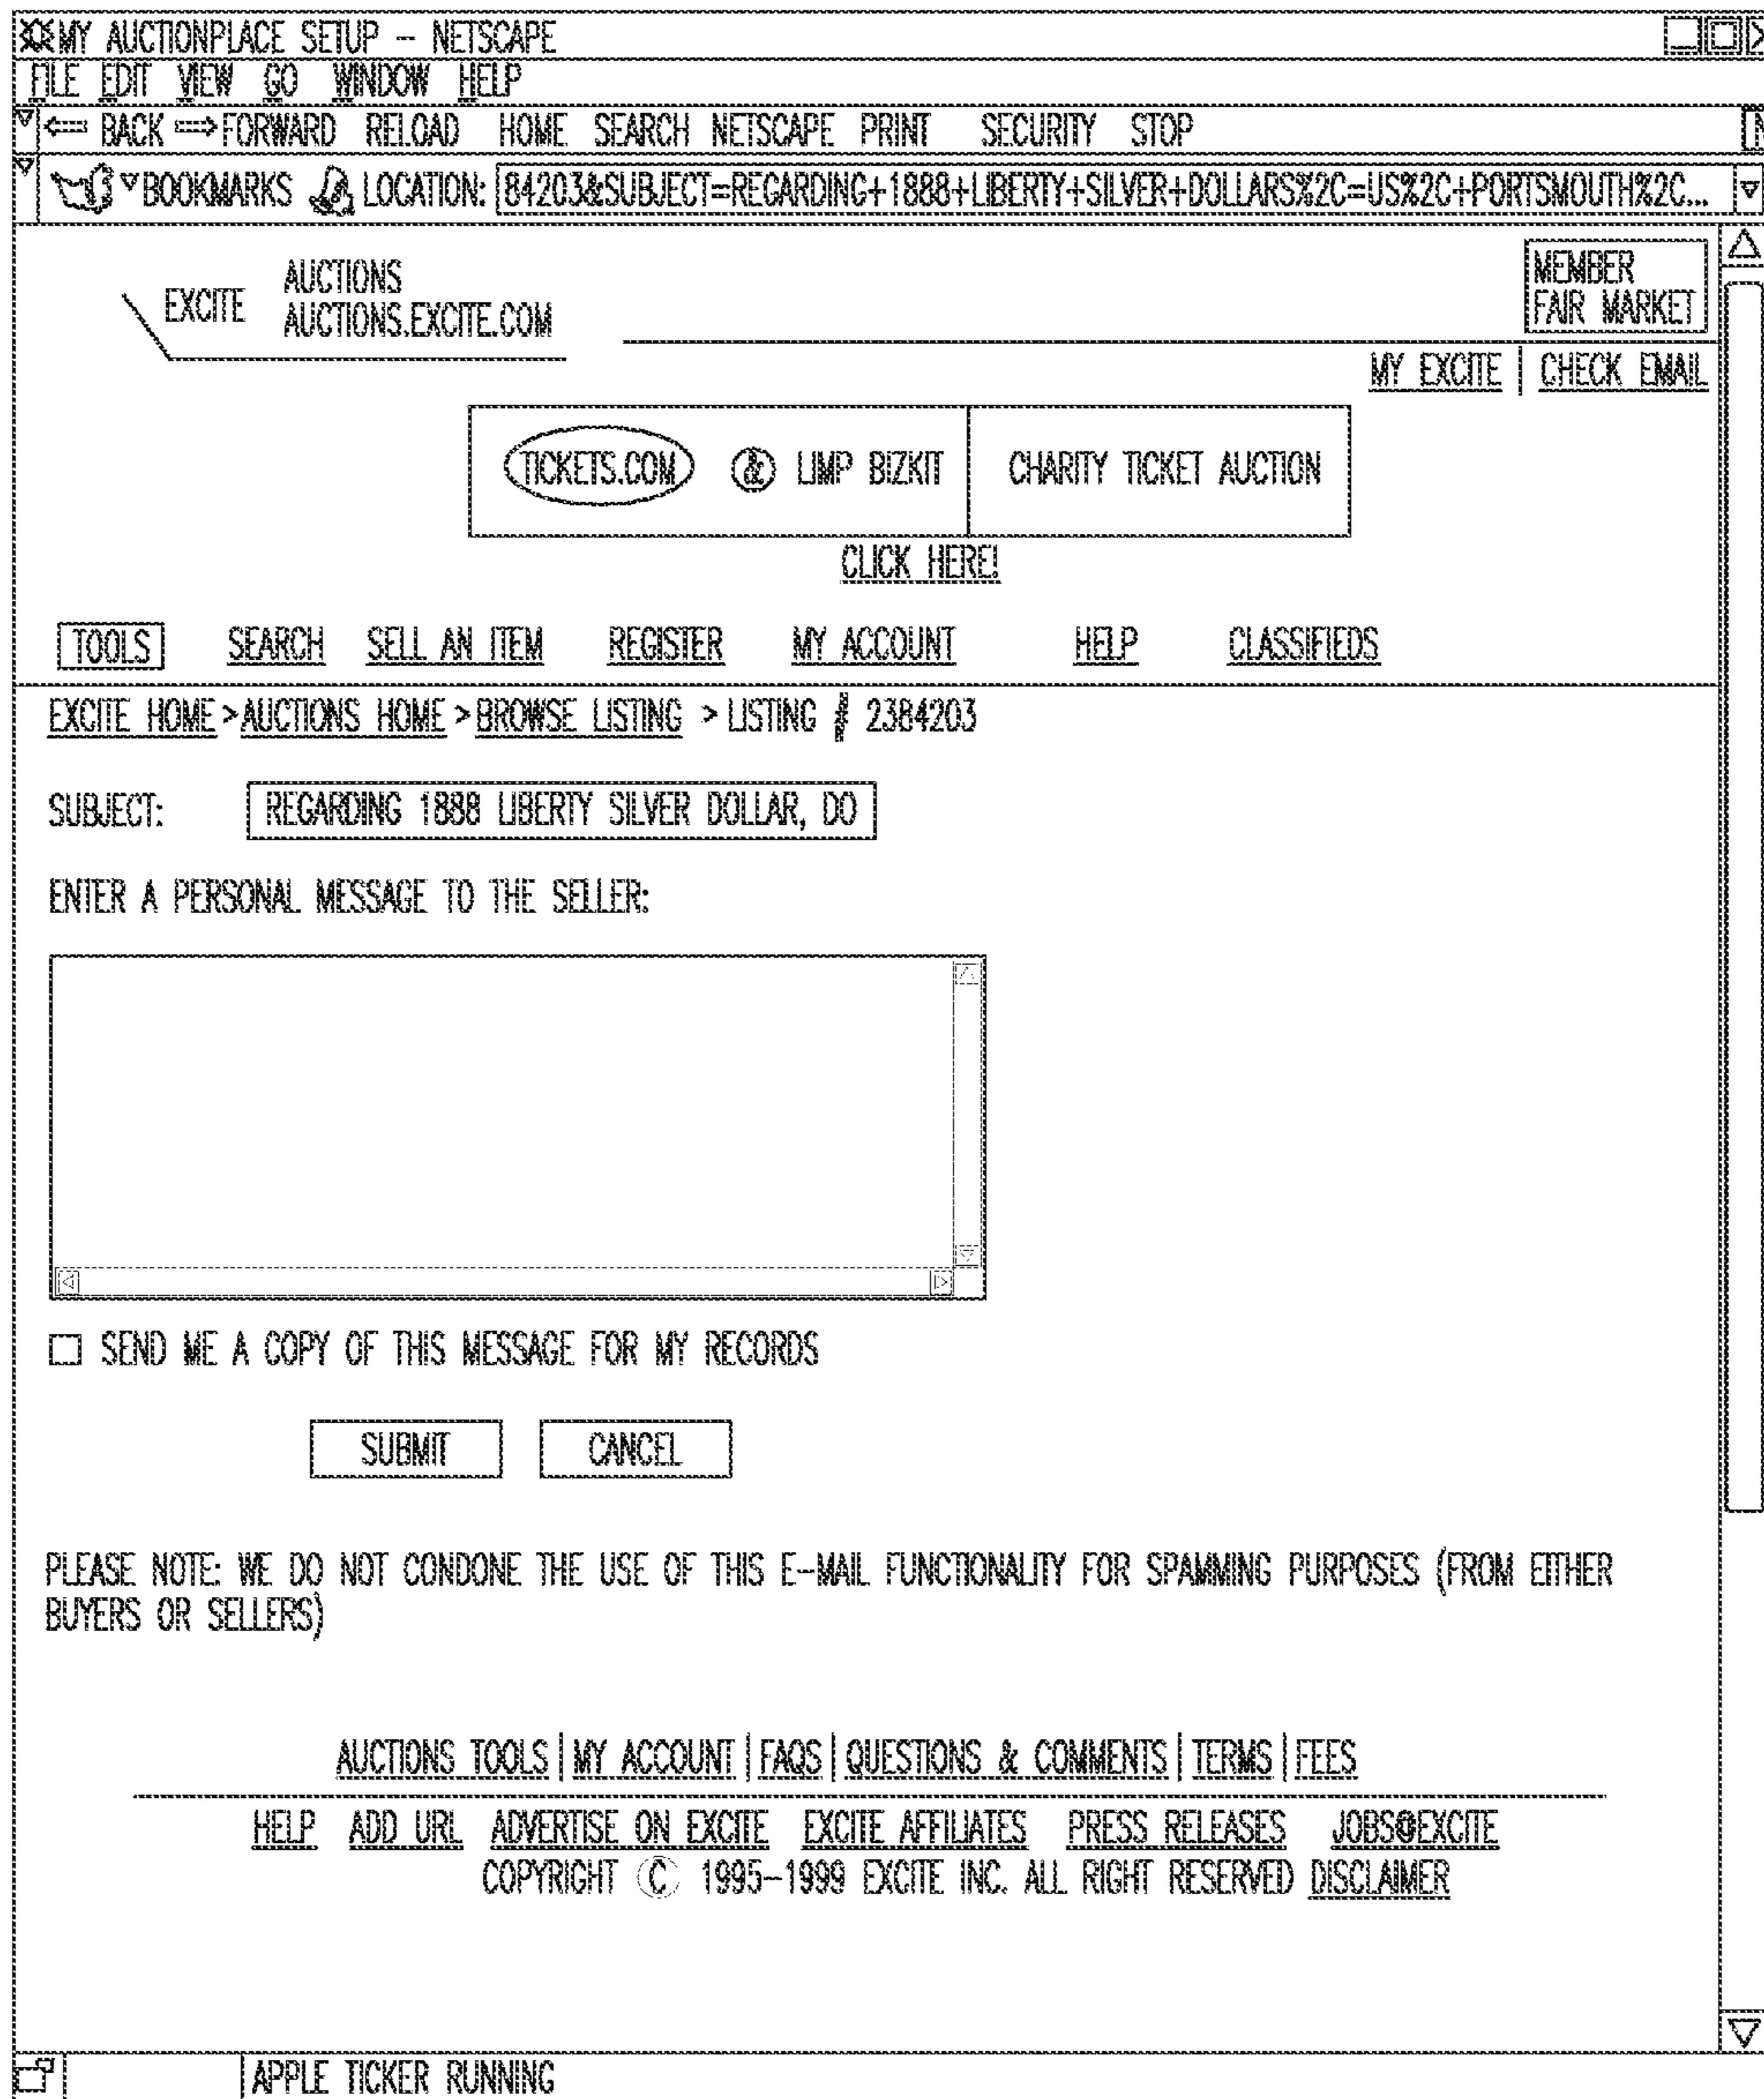 MY AUCTIONPLACE SETUP — NETSCAPE
FILE EDIT VIEW GO WINDOW HELP
BACK FORWARD RELOAD HOME SEARCH NETSCAPE PRINT SECURITY STOP
N
BOOKMARKS LOCATION: 84203&SUBJECT=REGARDING+1888+LIBERTY+SILVER+DOLLARS%2C=US%2C+PORTSMOUTH%2C...
EXCITE
AUCTIONS
AUCTIONS.EXCITE.COM
MEMBER
FAIR MARKET
MY EXCITE | CHECK EMAIL
TICKETS.COM & LIMP BIZKIT CHARITY TICKET AUCTION
CLICK HERE!
TOOLS SEARCH SELL AN ITEM REGISTER MY ACCOUNT HELP CLASSIFIEDS
EXCITE HOME > AUCTIONS HOME > BROWSE LISTING > LISTING # 2384203
SUBJECT: REGARDING 1888 LIBERTY SILVER DOLLAR, DO
ENTER A PERSONAL MESSAGE TO THE SELLER:
SEND ME A COPY OF THIS MESSAGE FOR MY RECORDS
SUBMIT CANCEL
PLEASE NOTE: WE DO NOT CONDONE THE USE OF THIS E-MAIL FUNCTIONALITY FOR SPAMMING PURPOSES (FROM EITHER
BUYERS OR SELLERS)
AUCTIONS TOOLS | MY ACCOUNT | FAQS | QUESTIONS & COMMENTS | TERMS | FEES
HELP ADD URL ADVERTISE ON EXCITE EXCITE AFFILIATES PRESS RELEASES JOBS@EXCITE
COPYRIGHT © 1995-1999 EXCITE INC. ALL RIGHT RESERVED DISCLAIMER
APPLE TICKER RUNNING